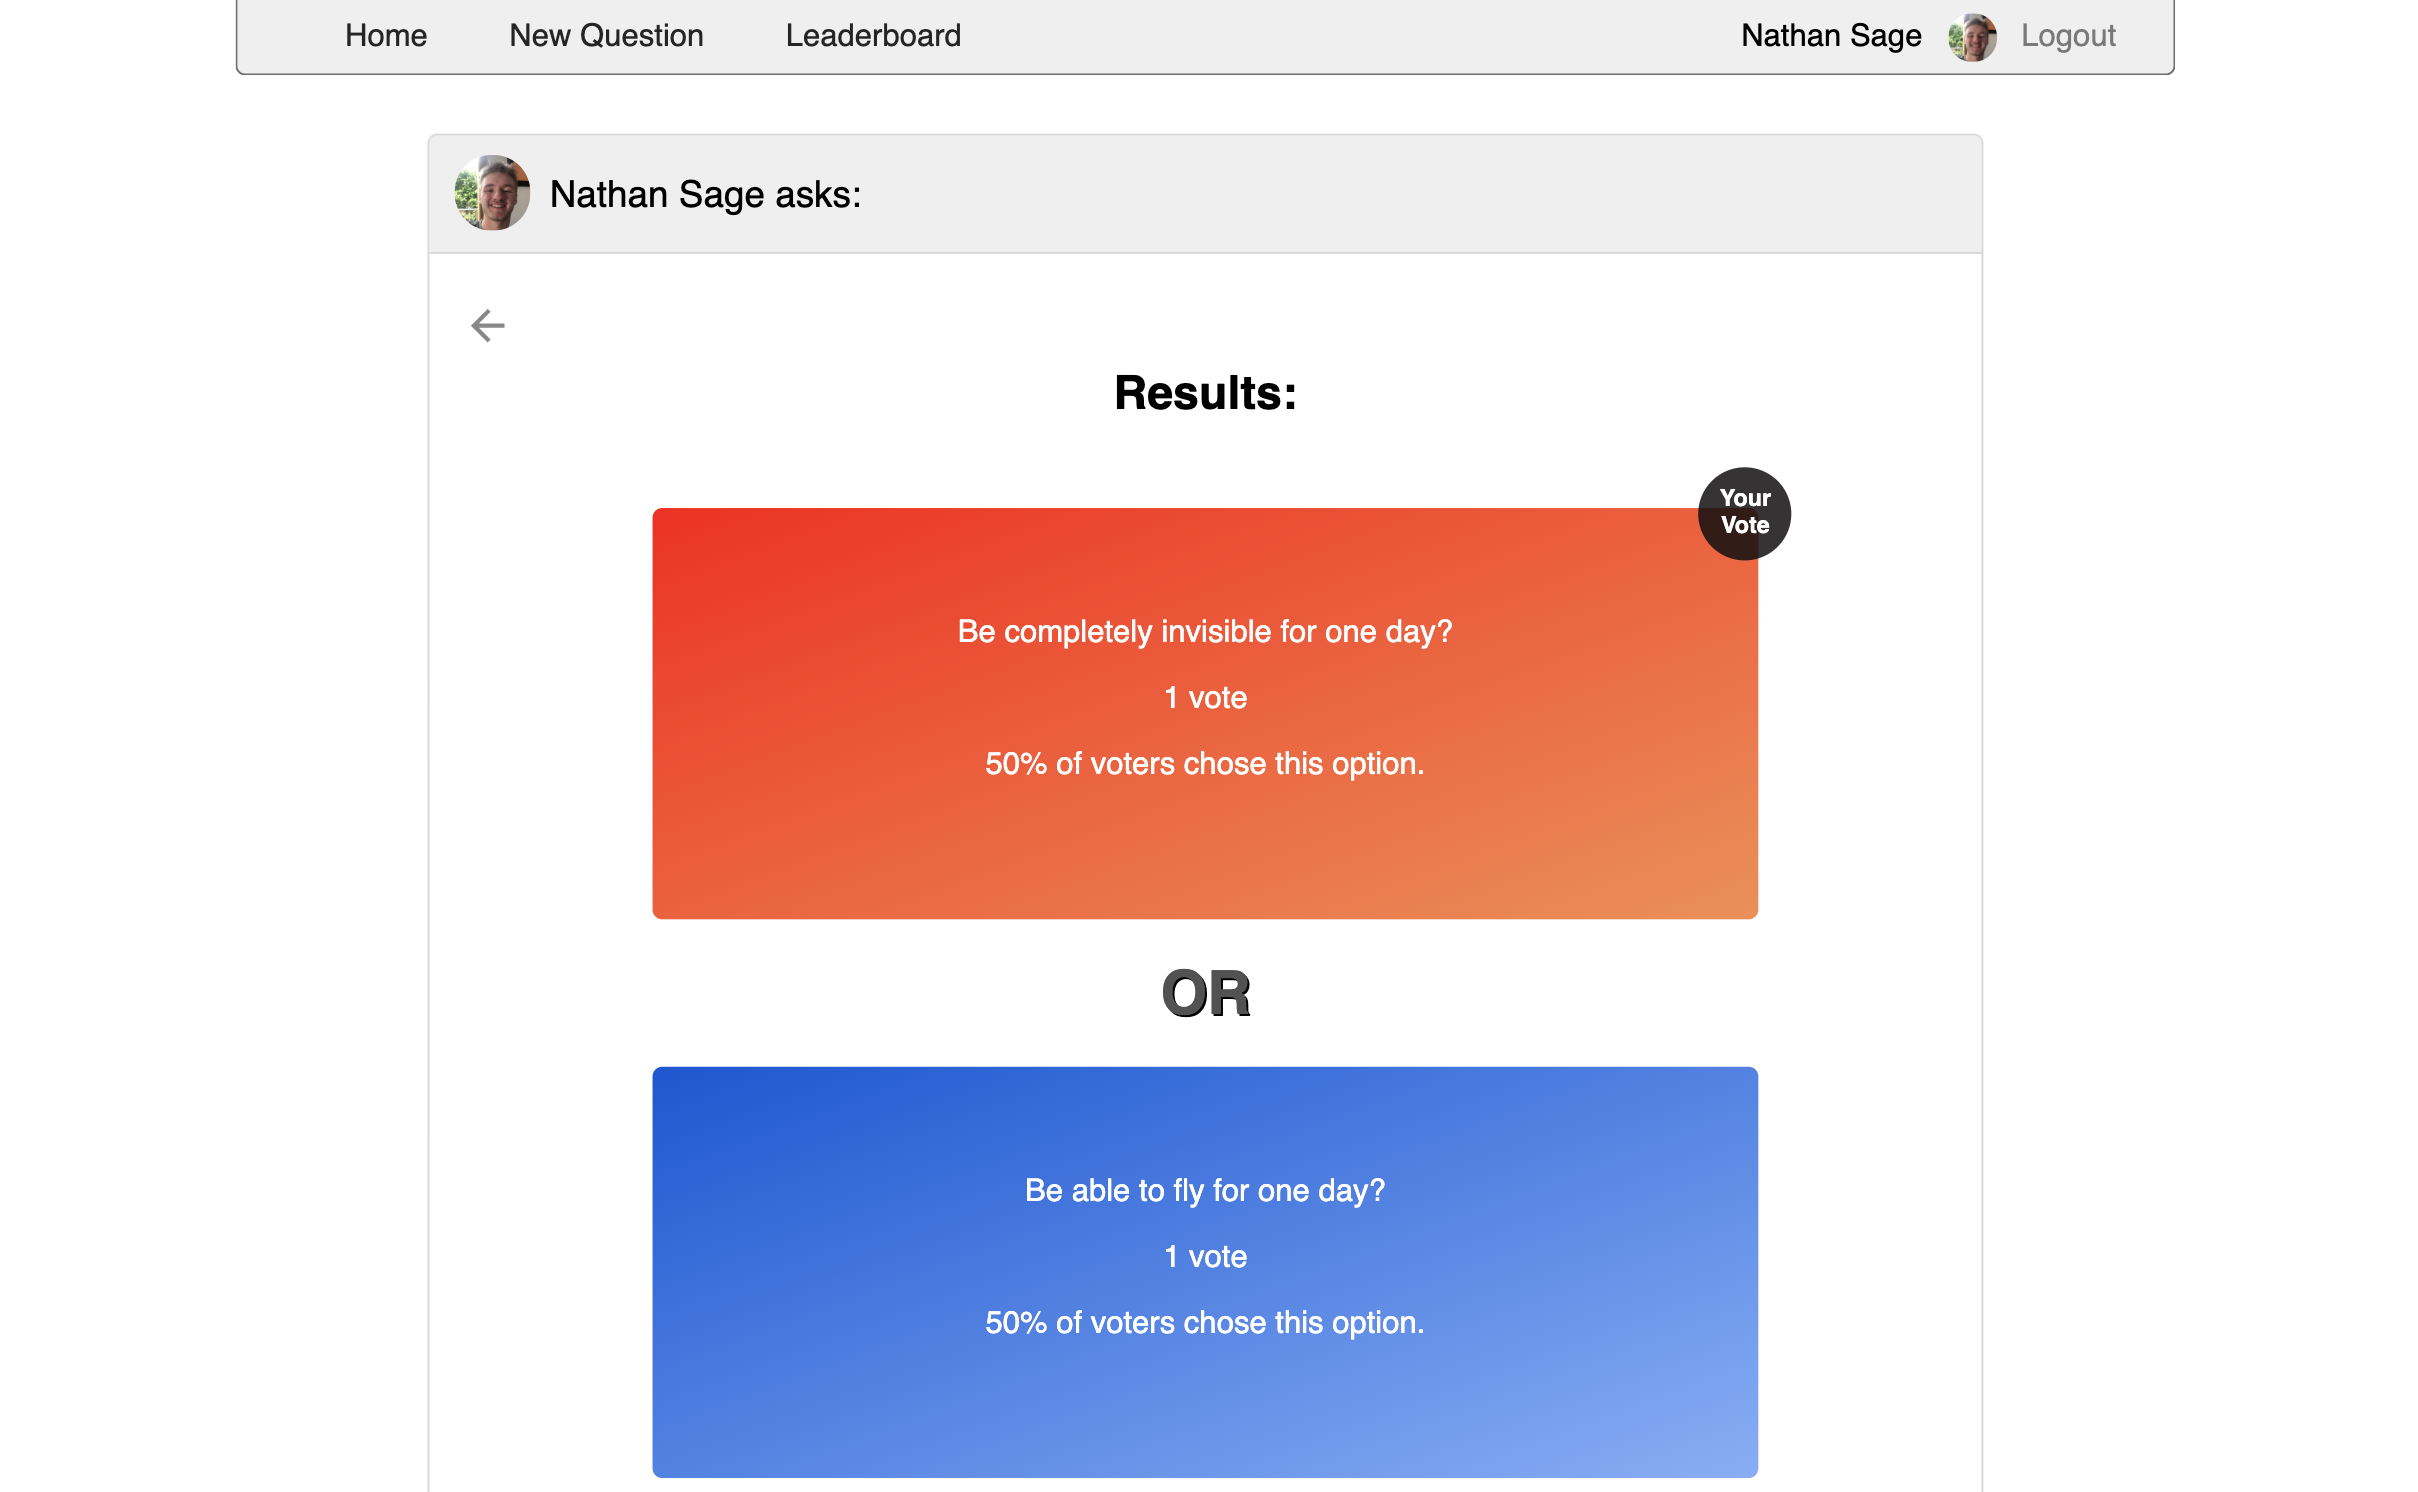 Home New Question Leaderboard Nathan Sage Logout
Nathan Sage asks:
Results:
Your
Vote
Be completely invisible for one day?
1 vote
50% of voters chose this option.
OR
Be able to fly for one day?
1 vote
50% of voters chose this option.